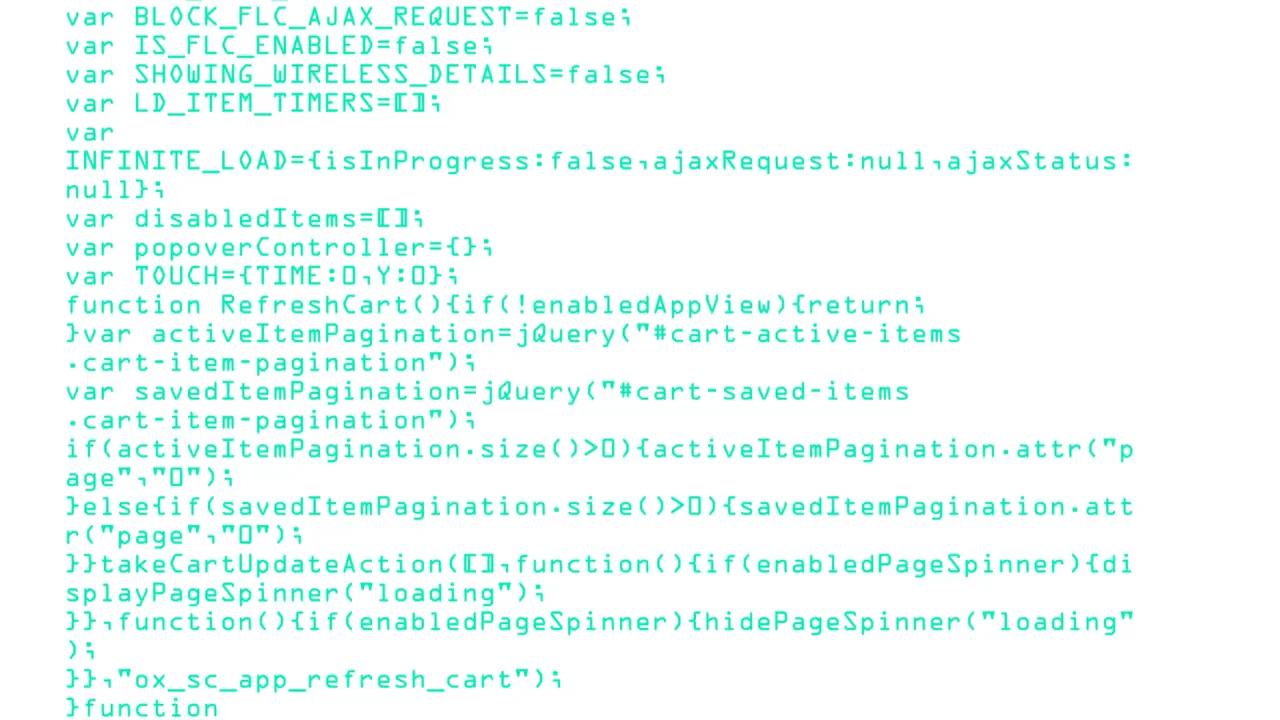 var BLOCK_FLC_AJAX_REQUEST=false;
var IS_FLC_ENABLED=false;
var SHOWING_WIRELESS_DETAILS=false;
var LD_ITEM_TIMERS=[];
var
INFINITE_LOAD={isInProgress:false,ajaxRequest:null,ajaxStatus:
null};
var disabledItems=[];
var popoverController={};
var TOUCH={TIME:0,Y:0};
function RefreshCart(){if(!enabledAppView){return;
}var activeItemPagination=jQuery("#cart-active-items
.cart-item-pagination");
var savedItemPagination=jQuery("#cart-saved-items
.cart-item-pagination");
if(activeItemPagination.size()>0){activeItemPagination.attr("p
age","0");
}else{if(savedItemPagination.size()>0){savedItemPagination.att
r("page","0");
}}takeCartUpdateAction([],function(){if(enabledPageSpinner){di
splayPageSpinner("loading");
}},function(){if(enabledPageSpinner){hidePageSpinner("loading"
);
}},"ox_sc_app_refresh_cart");
}function